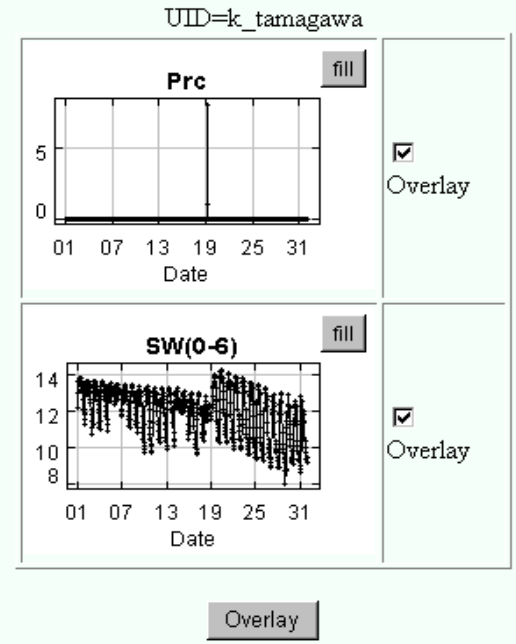 UID=k_tamagawa
fill
Prc
5
0
01 07 13 19 25 31
Date
Overlay
fill
SW(0-6)
14
12
10
8
01 07 13 19 25 31
Date
Overlay
Overlay